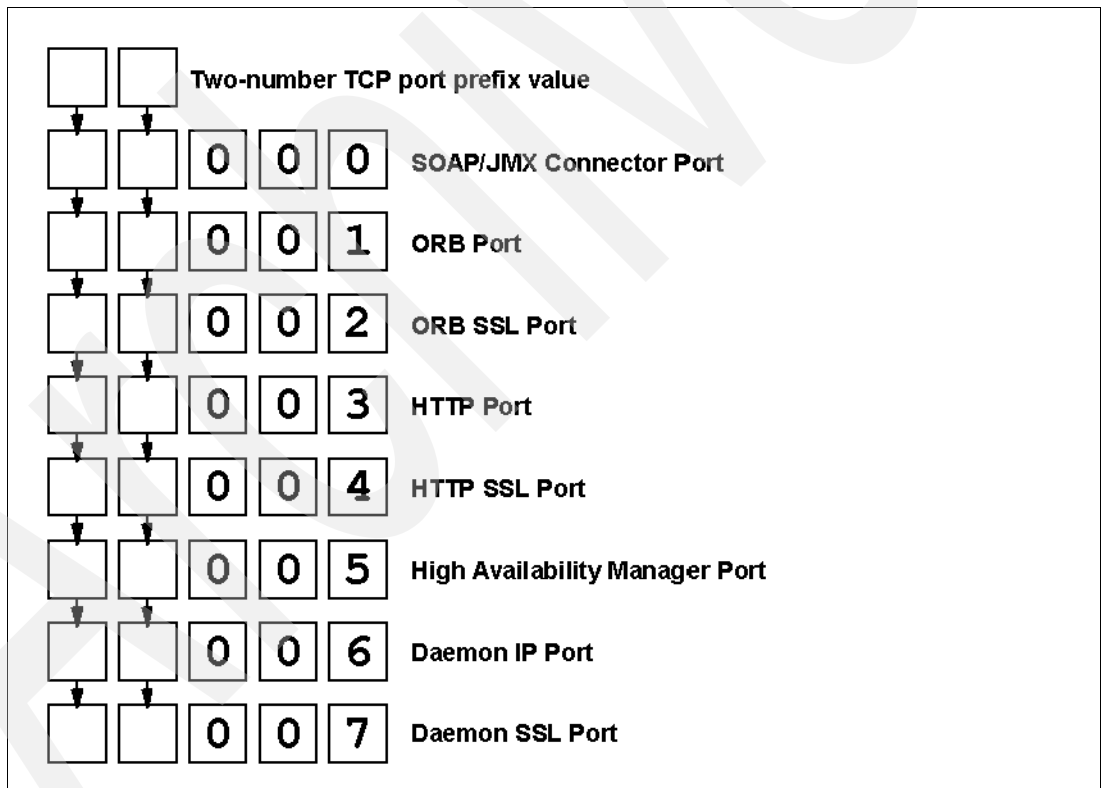 Two-number TCP port prefix value
0 0 0 SOAP/JMX Connector Port
0 0 1 ORB Port
0 0 2 ORB SSL Port
0 0 3 HTTP Port
0 0 4 HTTP SSL Port
0 0 5 High Availability Manager Port
0 0 6 Daemon IP Port
0 0 7 Daemon SSL Port